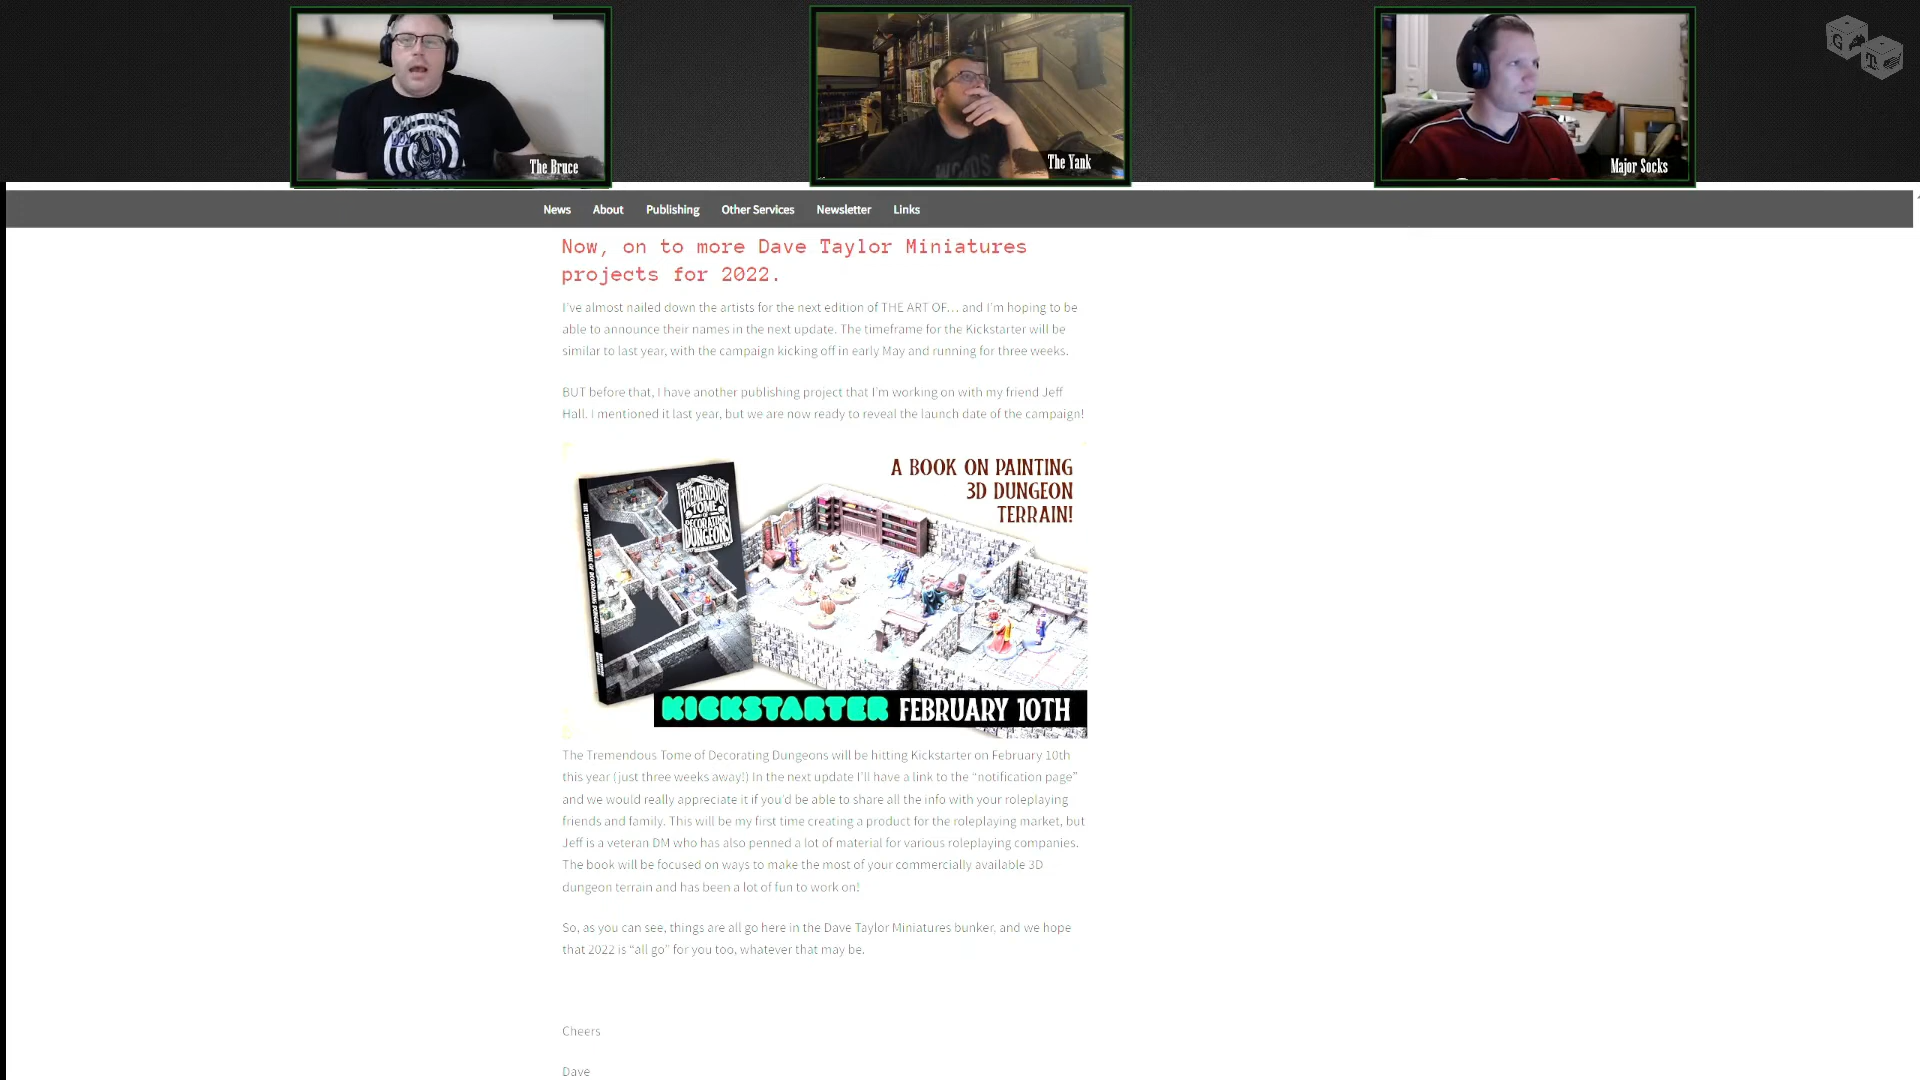 The Bruce
The Yank
Major Socks
News About Publishing Other Services Newsletter Links
Now, on to more Dave Taylor Miniatures
projects for 2022.
I've almost nailed down the artists for the next edition of THE ART OF... and I'm hoping to be
able to announce their names in the next update. The timeframe for the Kickstarter will be
similar to last year, with the campaign kicking off in early May and running for three weeks.
BUT before that, I have another publishing project that I'm working on with my friend Jeff
Hall. I mentioned it last year, but we are now ready to reveal the launch date of the campaign!
A BOOK ON PAINTING
3D DUNGEON
TERRAIN!
TREMENDOUS
TOME
OF
DECORATING
DUNGEONS
THE TREMENDOUS TOME OF DECORATING DUNGEONS
KICKSTARTER FEBRUARY 10TH
The Tremendous Tome of Decorating Dungeons will be hitting Kickstarter on February 10th
this year (just three weeks away!) In the next update I'll have a link to the “notification page”
and we would really appreciate it if you'd be able to share all the info with your roleplaying
friends and family. This will be my first time creating a product for the roleplaying market, but
Jeff is a veteran DM who has also penned a lot of material for various roleplaying companies.
The book will be focused on ways to make the most of your commercially available 3D
dungeon terrain and has been a lot of fun to work on!
So, as you can see, things are all go here in the Dave Taylor Miniatures bunker, and we hope
that 2022 is “all go” for you too, whatever that may be.
Cheers
Dave